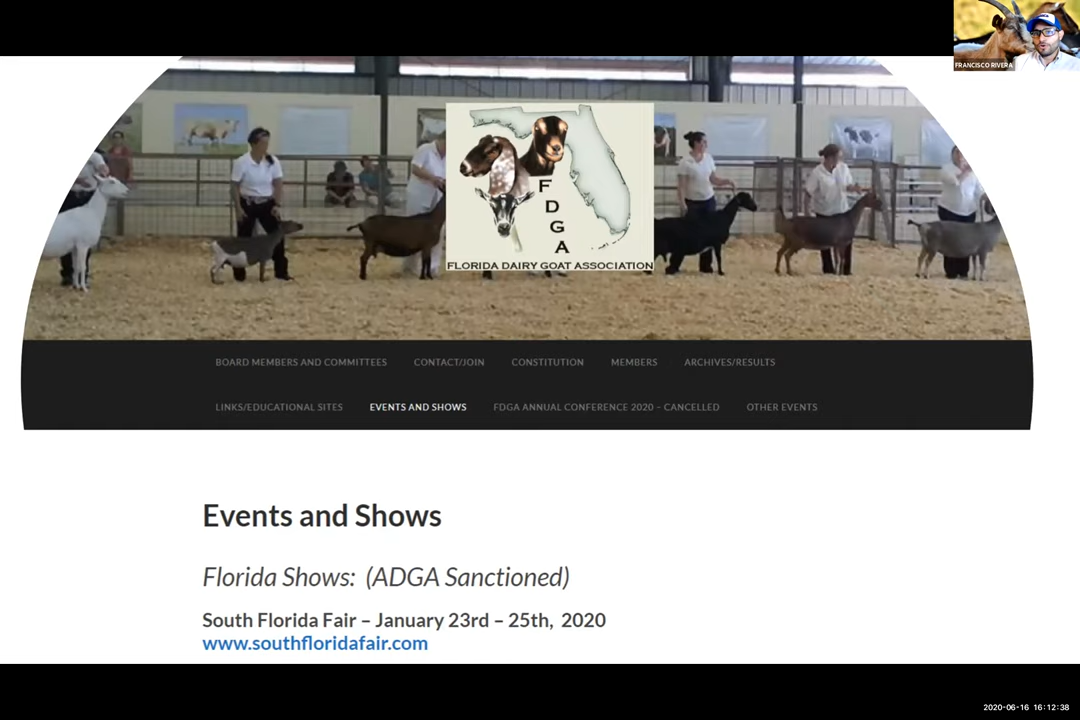 FRANCISCO RIVERA
F
D
G
A
FLORIDA DAIRY GOAT ASSOCIATION
BOARD MEMBERS AND COMMITTEES CONTACT/JOIN CONSTITUTION MEMBERS ARCHIVES/RESULTS
LINKS/EDUCATIONAL SITES EVENTS AND SHOWS FDGA ANNUAL CONFERENCE 2020 – CANCELLED OTHER EVENTS
Events and Shows
Florida Shows: (ADGA Sanctioned)
South Florida Fair – January 23rd – 25th, 2020
www.southfloridafair.com
2020-06-16 16:12:38